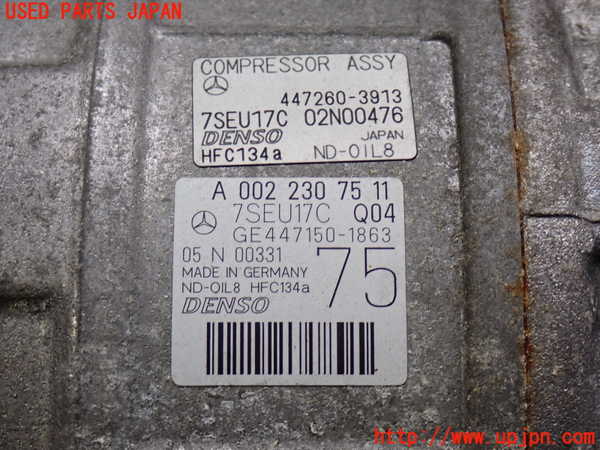 USED PARTS JAPAN
COMPRESSOR ASSY
447260-3913
7SEU17C 02N00476
DENSO JAPAN
HFC134a ND-OIL8
A 002 230 75 11
7SEU17C Q04
GE447150-1863
05 N 00331
MADE IN GERMANY
75
ND-OIL8 HFC134a
DENSO
http://www.upjpn.com